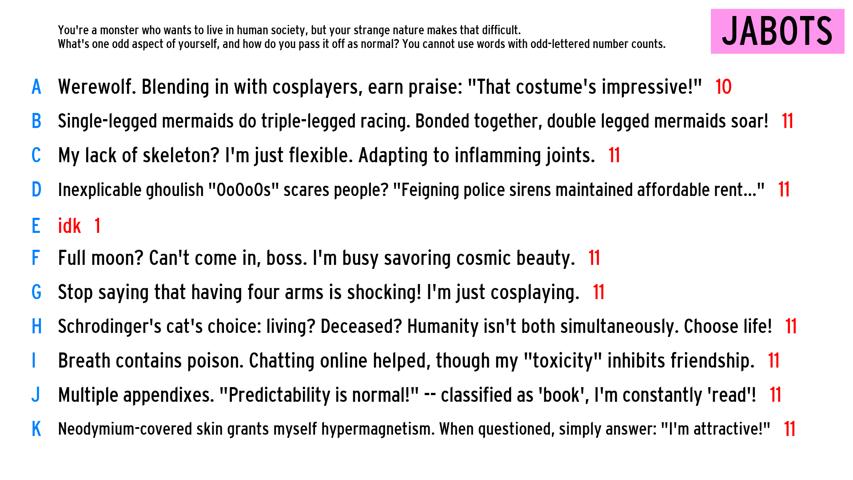 You're a monster who wants to live in human society, but your strange nature makes that difficult.
What's one odd aspect of yourself, and how do you pass it off as normal? You cannot use words with odd-lettered number counts.
JABOTS
A Werewolf. Blending in with cosplayers, earn praise: "That costume's impressive!" 10
B Single-legged mermaids do triple-legged racing. Bonded together, double legged mermaids soar! 11
C My lack of skeleton? I'm just flexible. Adapting to inflamming joints. 11
D Inexplicable ghoulish "OoOoOs" scares people? "Feigning police sirens maintained affordable rent..." 11
E idk 1
F Full moon? Can't come in, boss. I'm busy savoring cosmic beauty. 11
G Stop saying that having four arms is shocking! I'm just cosplaying. 11
H Schrodinger's cat's choice: living? Deceased? Humanity isn't both simultaneously. Choose life! 11
I Breath contains poison. Chatting online helped, though my "toxicity" inhibits friendship. 11
J Multiple appendixes. "Predictability is normal!" -- classified as 'book', I'm constantly 'read'! 11
K Neodymium-covered skin grants myself hypermagnetism. When questioned, simply answer: "I'm attractive!" 11